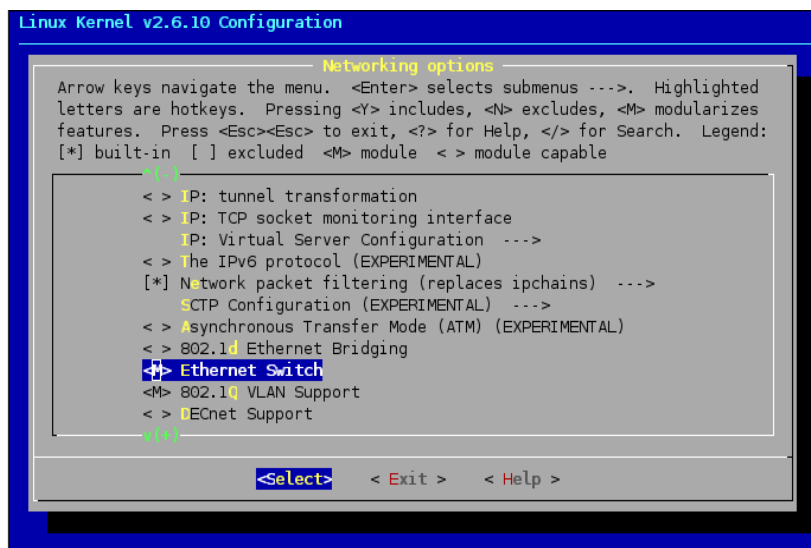 Linux Kernel v2.6.10 Configuration
Networking options
Arrow keys navigate the menu. <Enter> selects submenus --->. Highlighted
letters are hotkeys. Pressing <Y> includes, <N> excludes, <M> modularizes
features. Press <Esc><Esc> to exit, <?> for Help, </> for Search. Legend:
[*] built-in [ ] excluded <M> module < > module capable
^(-)
< > IP: tunnel transformation
< > IP: TCP socket monitoring interface
IP: Virtual Server Configuration --->
< > The IPv6 protocol (EXPERIMENTAL)
[*] Network packet filtering (replaces ipchains) --->
SCTP Configuration (EXPERIMENTAL) --->
< > Asynchronous Transfer Mode (ATM) (EXPERIMENTAL)
< > 802.1d Ethernet Bridging
<M> Ethernet Switch
<M> 802.1Q VLAN Support
< > DECnet Support
v(+)
<Select> < Exit > < Help >